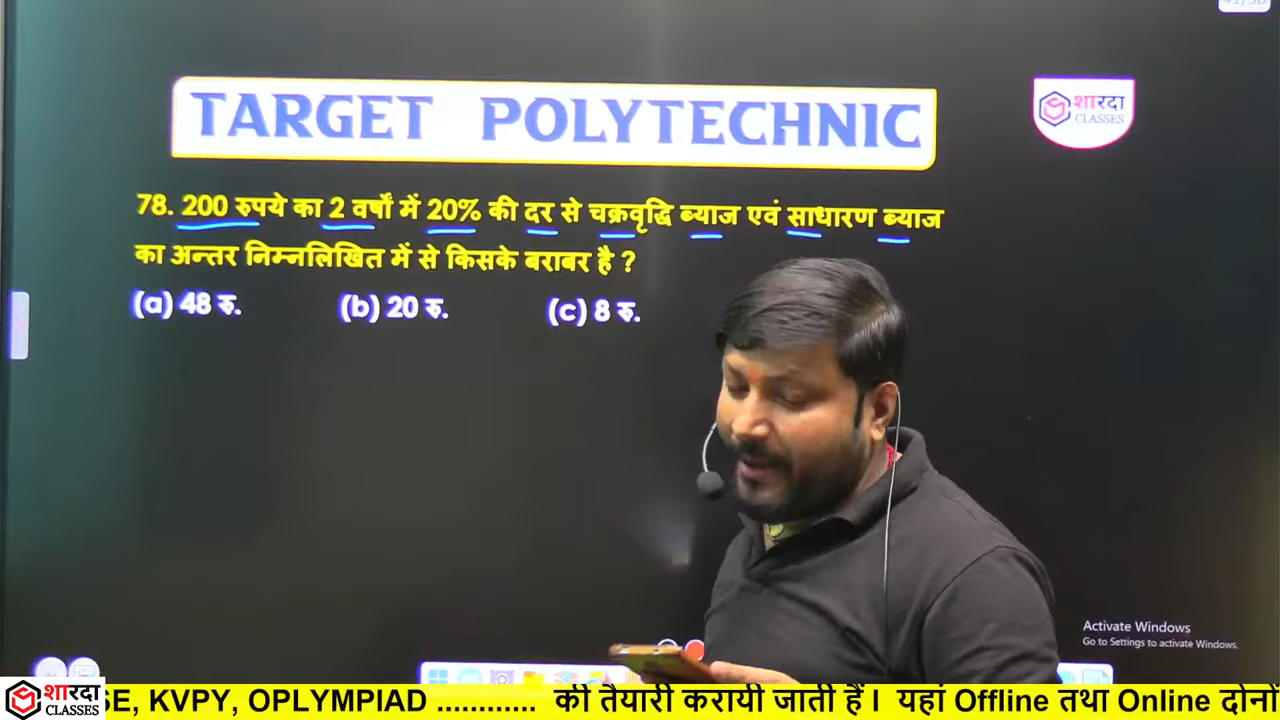 TARGET POLYTECHNIC
शारदा
CLASSES
78. 200 रुपये का 2 वर्षों में 20% की दर से चक्रवृद्धि ब्याज एवं साधारण ब्याज
का अन्तर निम्नलिखित में से किसके बराबर है ?
(a) 48 रु. (b) 20 रु. (c) 8 रु.
Activate Windows
Go to Settings to activate Windows.
शारदा
CLASSES
SE, KVPY, OPLYMPIAD ............ की तैयारी करायी जाती हैं। यहां Offline तथा Online दोनों